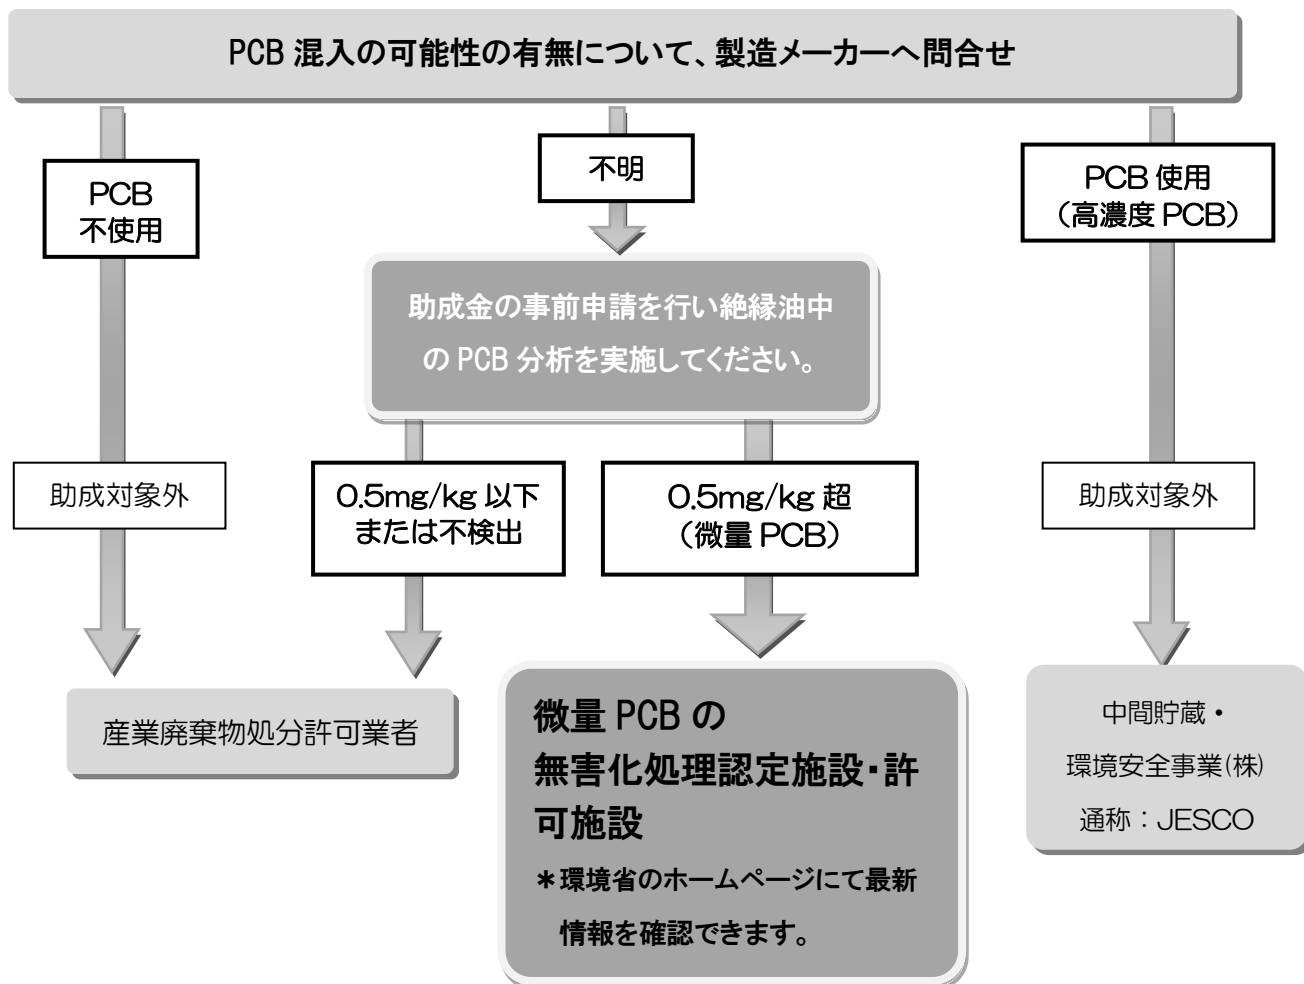 PCB 混入の可能性の有無について、製造メーカーへ問合せ
PCB
不使用
不明
PCB 使用
（高濃度 PCB）
助成金の事前申請を行い絶縁油中
の PCB 分析を実施してください。
助成対象外
0.5mg/kg 以下
または不検出
0.5mg/kg 超
（微量 PCB）
助成対象外
産業廃棄物処分許可業者
微量 PCB の
無害化処理認定施設・許
可施設
＊環境省のホームページにて最新
情報を確認できます。
中間貯蔵・
環境安全事業(株)
通称：JESCO